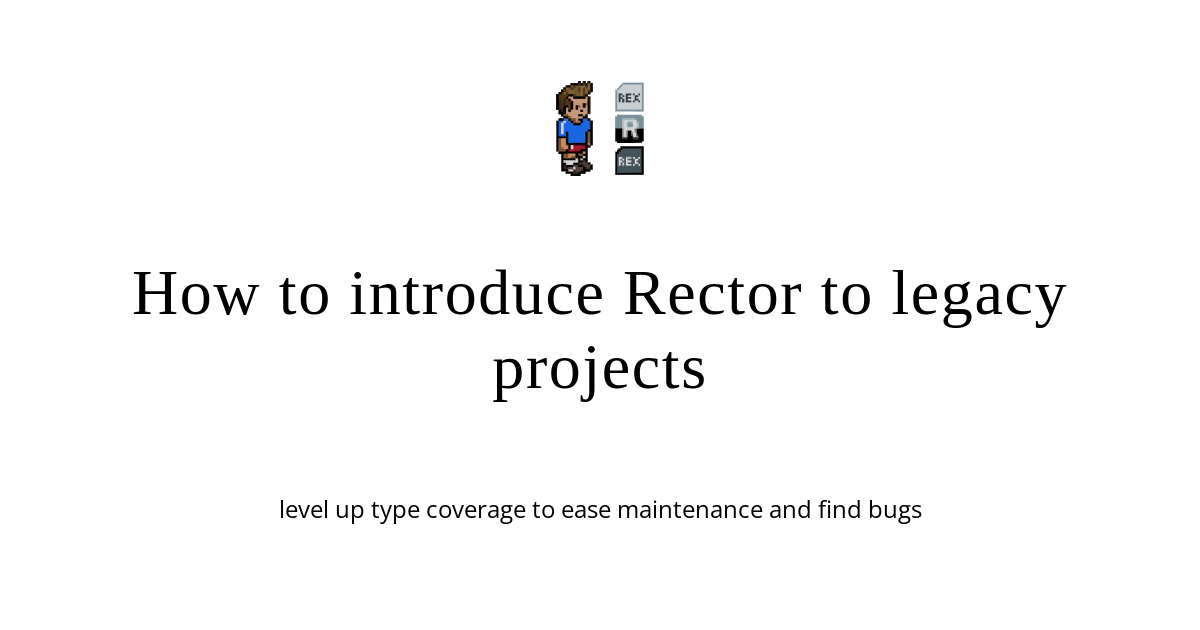 REX
R
REX
How to introduce Rector to legacy
projects
level up type coverage to ease maintenance and find bugs